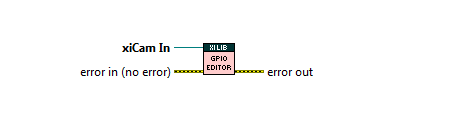 xiCam In
XILIB
GPIO
EDITOR
error in (no error)
error out